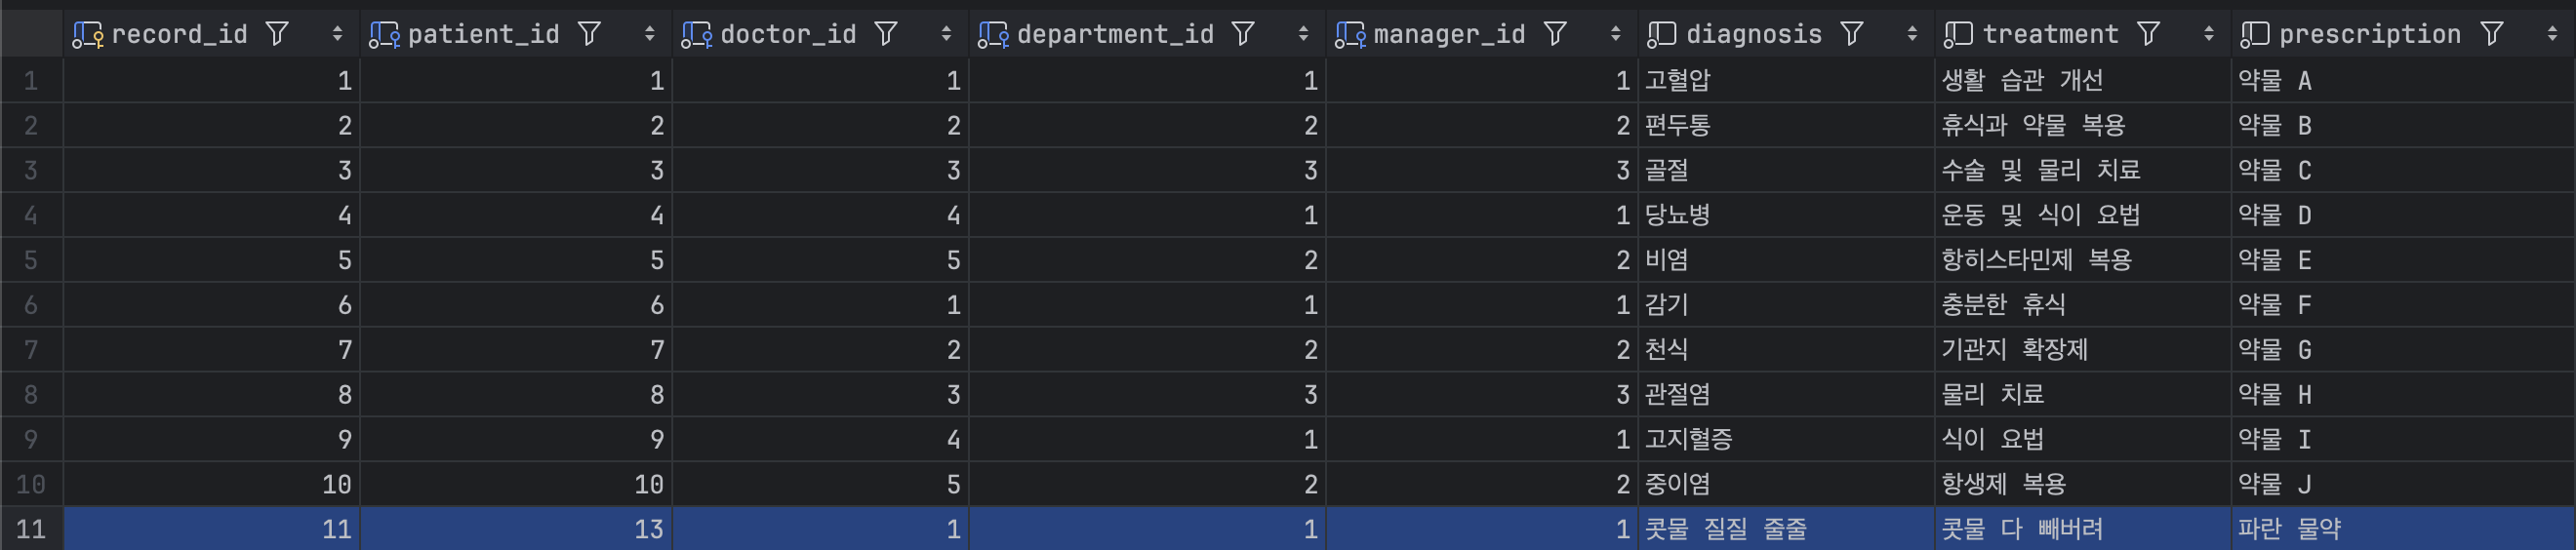 record_id patient_id doctor_id department_id manager_id diagnosis treatment prescription
1 1 1 1 1 1 고혈압 생활 습관 개선 약물 A
2 2 2 2 2 2 편두통 휴식과 약물 복용 약물 B
3 3 3 3 3 3 골절 수술 및 물리 치료 약물 C
4 4 4 4 1 1 당뇨병 운동 및 식이 요법 약물 D
5 5 5 5 2 2 비염 항히스타민제 복용 약물 E
6 6 6 1 1 1 감기 충분한 휴식 약물 F
7 7 7 2 2 2 천식 기관지 확장제 약물 G
8 8 8 3 3 3 관절염 물리 치료 약물 H
9 9 9 4 1 1 고지혈증 식이 요법 약물 I
10 10 10 5 2 2 중이염 항생제 복용 약물 J
11 11 13 1 1 1 콧물 질질 줄줄 콧물 다 빼버려 파란 물약